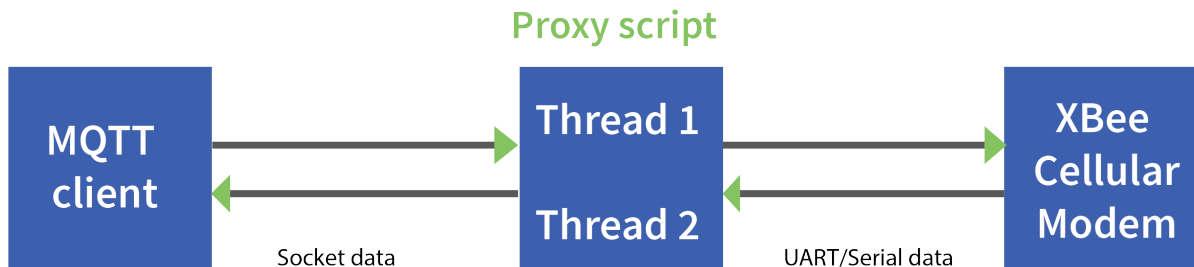 Proxy script
MQTT
client
Thread 1
Thread 2
XBee
Cellular
Modem
Socket data
UART/Serial data